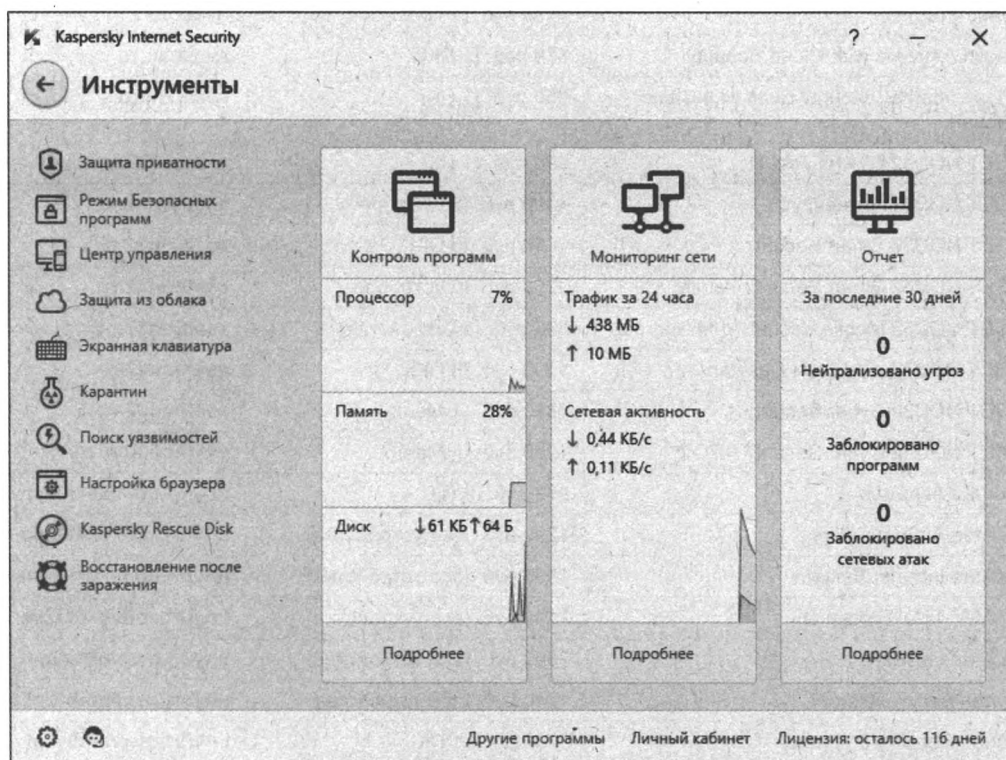 Kaspersky Internet Security
?
Инструменты
Защита приватности
Режим Безопасных
программ
Центр управления
Защита из облака
Экранная клавиатура
Карантин
Поиск уязвимостей
Настройка браузера
Kaspersky Rescue Disk
Восстановление после
заражения
Контроль программ
Процессор 7%
Память 28%
Диск ↓61 КБ↑64 Б
Подробнее
Мониторинг сети
Трафик за 24 часа
↓ 438 МБ
↑ 10 МБ
Сетевая активность
↓ 0,44 КБ/с
↑ 0,11 КБ/с
Подробнее
Отчет
За последние 30 дней
0
Нейтрализовано угроз
0
Заблокировано
программ
0
Заблокировано
сетевых атак
Подробнее
Другие программы Личный кабинет Лицензия: осталось 116 дней